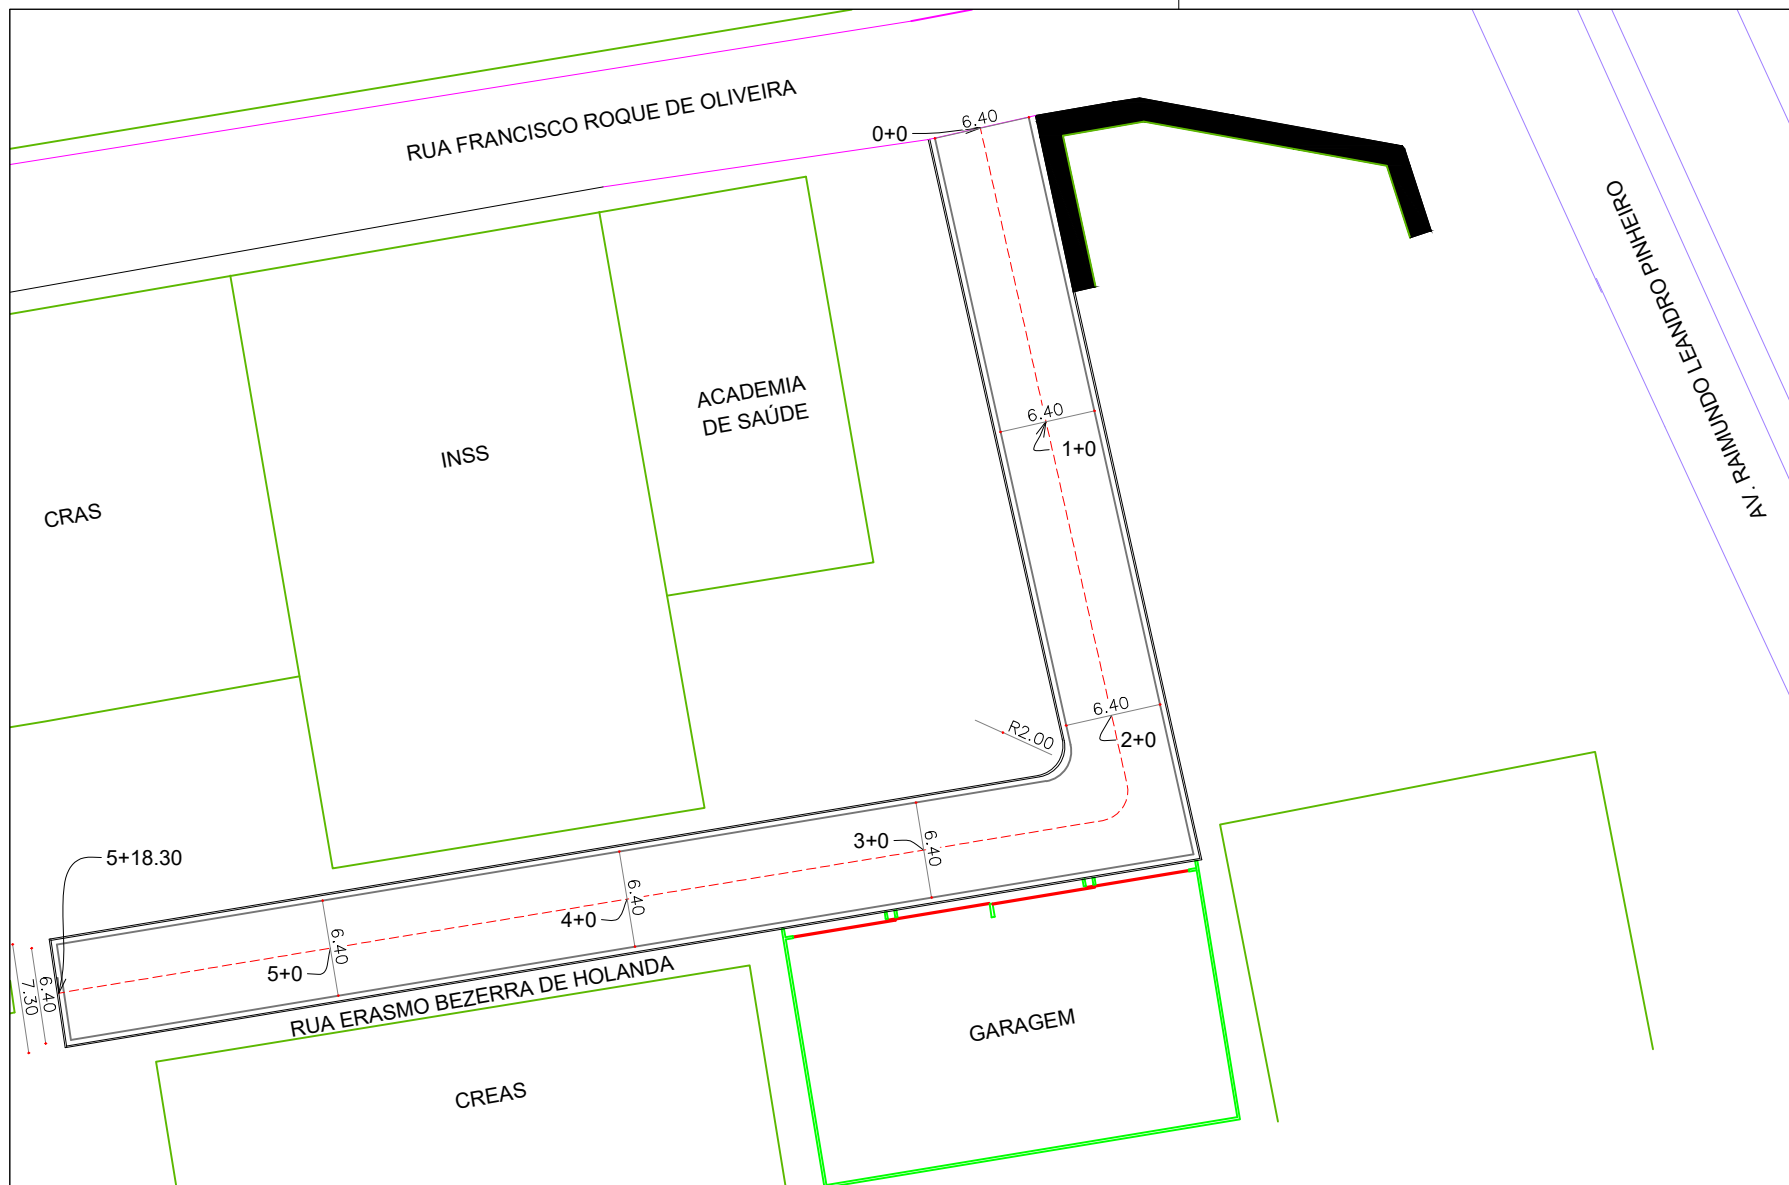 RUA FRANCISCO ROQUE DE OLIVEIRA
0+0
6.40
AV. RAIMUNDO LEANDRO PINHEIRO
ACADEMIA
DE SAÚDE
6.40
1+0
INSS
CRAS
6.40
2+0
R2.00
3+0
6.40
5+18.30
4+0
6.40
5+0
6.40
6.40
7.30
RUA ERASMO BEZERRA DE HOLANDA
GARAGEM
CREAS